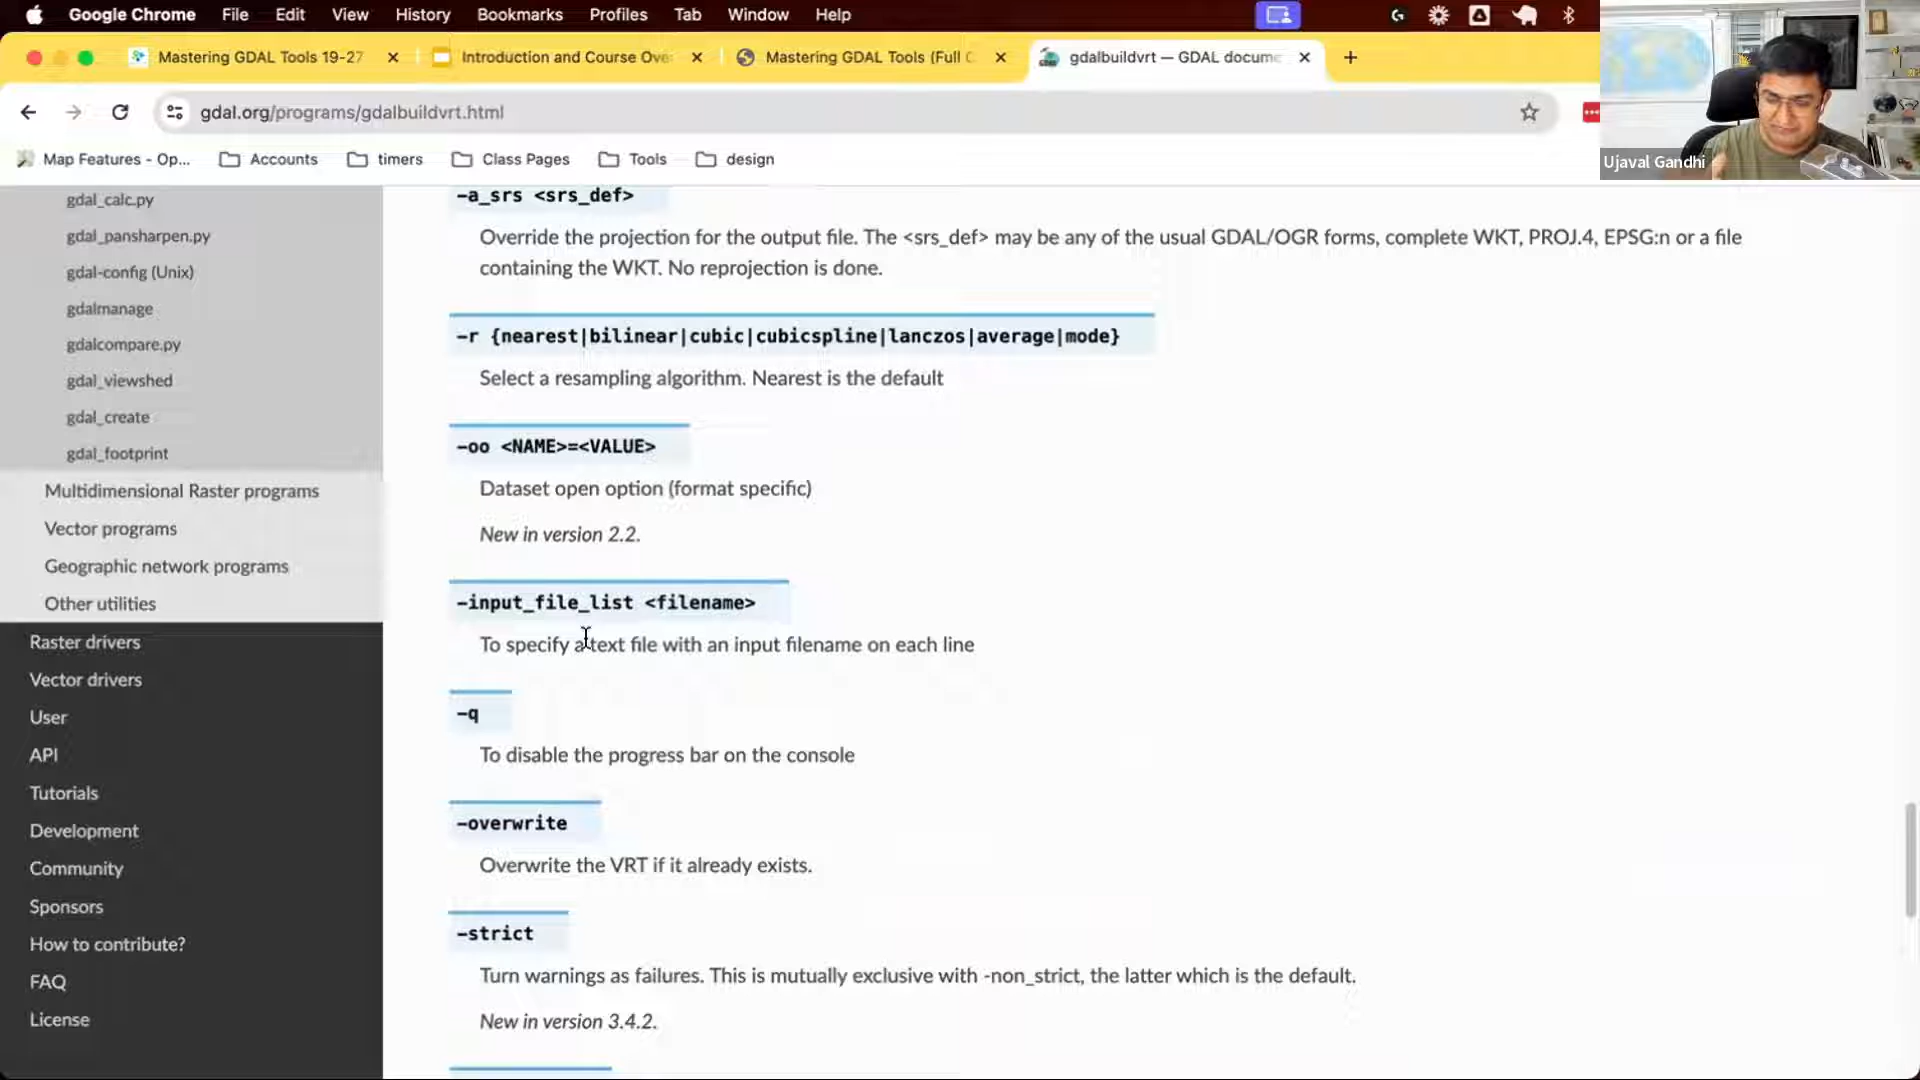 Google Chrome File Edit View History Bookmarks Profiles Tab Window Help
Mastering GDAL Tools 19-27
Introduction and Course Ove
Mastering GDAL Tools (Full C
gdalbuildvrt — GDAL docume
gdal.org/programs/gdalbuildvrt.html
Map Features - Op... Accounts timers Class Pages Tools design
Ujaval Gandhi
gdal_calc.py
gdal_pansharpen.py
gdal-config (Unix)
gdalmanage
gdalcompare.py
gdal_viewshed
gdal_create
gdal_footprint
Multidimensional Raster programs
Vector programs
Geographic network programs
Other utilities
Raster drivers
Vector drivers
User
API
Tutorials
Development
Community
Sponsors
How to contribute?
FAQ
License
-a_srs <srs_def>
Override the projection for the output file. The <srs_def> may be any of the usual GDAL/OGR forms, complete WKT, PROJ.4, EPSG:n or a file
containing the WKT. No reprojection is done.
-r {nearest|bilinear|cubic|cubicspline|lanczos|average|mode}
Select a resampling algorithm. Nearest is the default
-oo <NAME>=<VALUE>
Dataset open option (format specific)
New in version 2.2.
-input_file_list <filename>
To specify a text file with an input filename on each line
-q
To disable the progress bar on the console
-overwrite
Overwrite the VRT if it already exists.
-strict
Turn warnings as failures. This is mutually exclusive with -non_strict, the latter which is the default.
New in version 3.4.2.